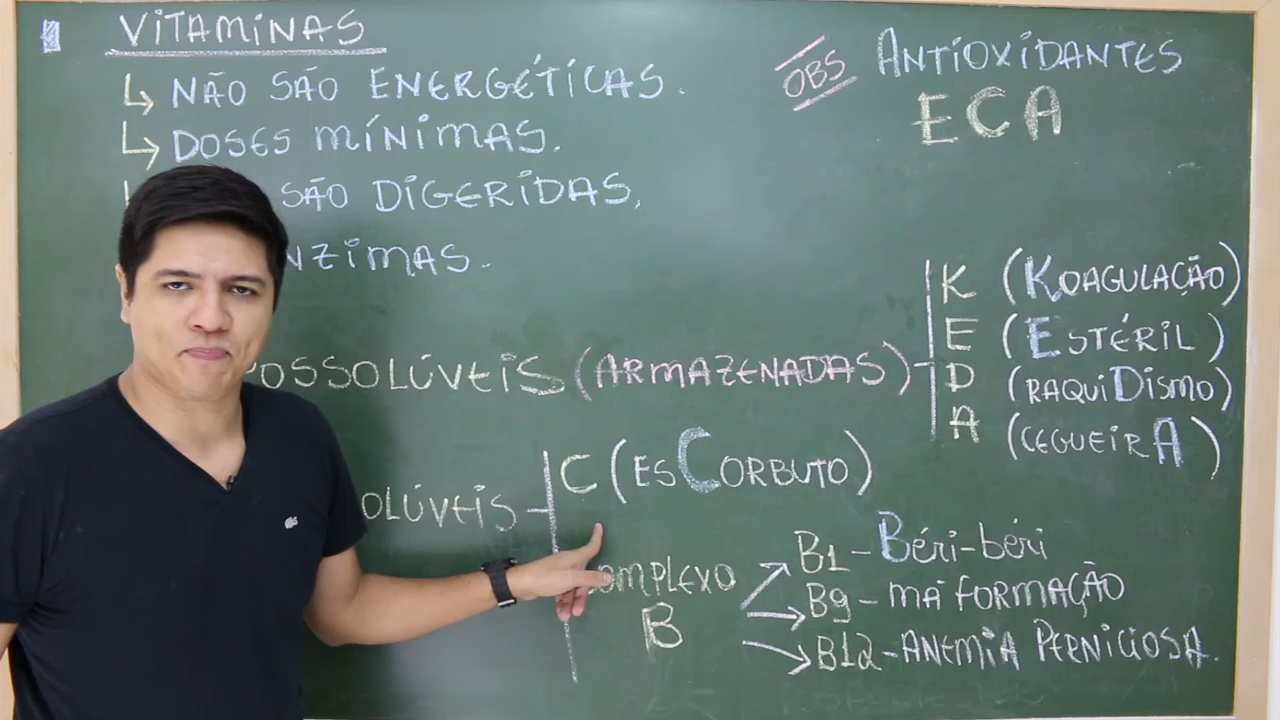 VITAMINAS
↳ NÃO SÃO ENERGÉTICAS.
↳ DOSES MÍNIMAS.
SÃO DIGERIDAS,
NZIMAS.
OBS
ANTIOXIDANTES
ECA
OSSOLÚVEIS (ARMAZENADAS)
K (KOAGULAÇÃO)
E (ESTÉRIL)
D (RAQUIDISMO)
A (CEGUEIRA)
OLÚVEIS
C (ESCORBUTO)
OMPLEXO
B
B1 - Béri-béri
B9 - MÁ FORMAÇÃO
B12 - ANEMIA PERNICIOSA.